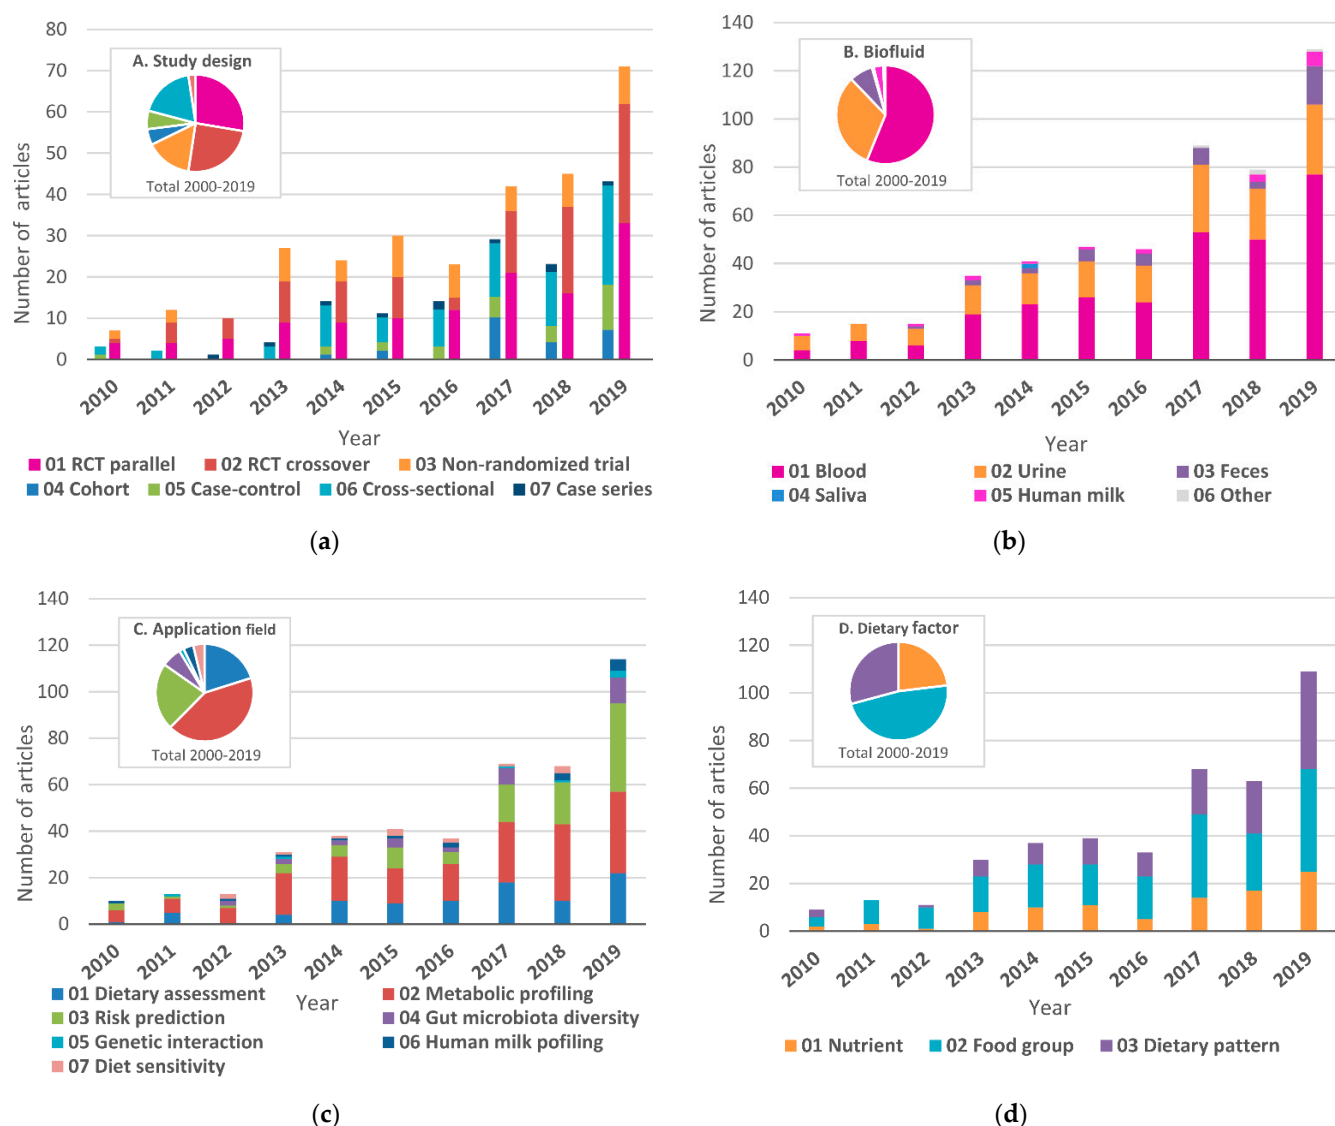 80
70
60
50
40
30
20
10
0
Number of articles
A. Study design
Total 2000-2019
2010 2011 2012 2013 2014 2015 2016 2017 2018 2019
Year
01 RCT parallel 02 RCT crossover 03 Non-randomized trial
04 Cohort 05 Case-control 06 Cross-sectional 07 Case series
(a)
140
120
100
80
60
40
20
0
Number of articles
B. Biofluid
Total 2000-2019
2010 2011 2012 2013 2014 2015 2016 2017 2018 2019
Year
01 Blood 02 Urine 03 Feces
04 Saliva 05 Human milk 06 Other
(b)
140
120
100
80
60
40
20
0
Number of articles
C. Application field
Total 2000-2019
2010 2011 2012 2013 2014 2015 2016 2017 2018 2019
Year
01 Dietary assessment 02 Metabolic profiling
03 Risk prediction 04 Gut microbiota diversity
05 Genetic interaction 06 Human milk pofiling
07 Diet sensitivity
(c)
140
120
100
80
60
40
20
0
Number of articles
D. Dietary factor
Total 2000-2019
2010 2011 2012 2013 2014 2015 2016 2017 2018 2019
Year
01 Nutrient 02 Food group 03 Dietary pattern
(d)